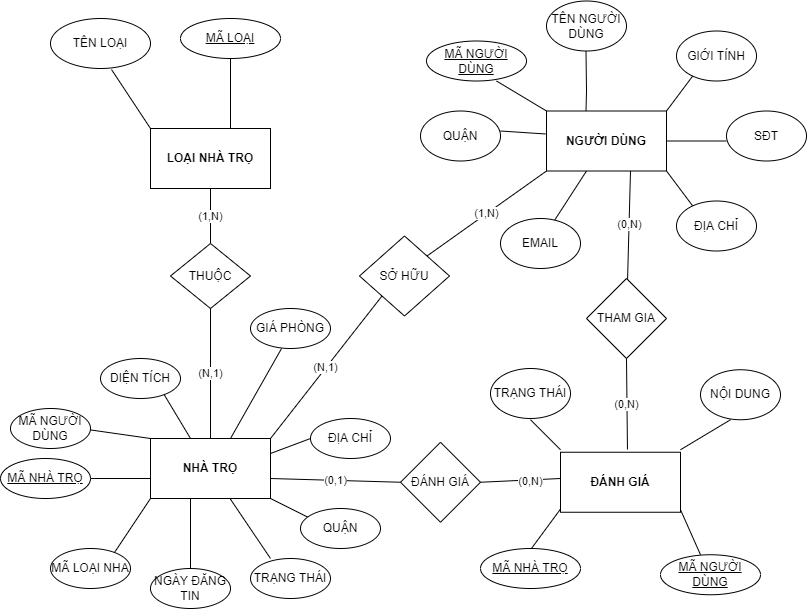 TÊN NGƯỜI
DÙNG
TÊN LOẠI
MÃ LOẠI
MÃ NGƯỜI
DÙNG
GIỚI TÍNH
QUẬN
NGƯỜI DÙNG
SĐT
LOẠI NHÀ TRỌ
(1,N)
(1,N)
(0,N)
ĐỊA CHỈ
EMAIL
THUỘC
SỞ HỮU
THAM GIA
GIÁ PHÒNG
(N,1)
(N,1)
DIỆN TÍCH
TRẠNG THÁI
NỘI DUNG
(0,N)
MÃ NGƯỜI
DÙNG
ĐỊA CHỈ
NHÀ TRỌ
MÃ NHÀ TRỌ
(0,1)
ĐÁNH GIÁ
(0,N)
ĐÁNH GIÁ
QUẬN
MÃ LOẠI NHA
NGÀY ĐĂNG
TIN
TRẠNG THÁI
MÃ NHÀ TRỌ
MÃ NGƯỜI
DÙNG